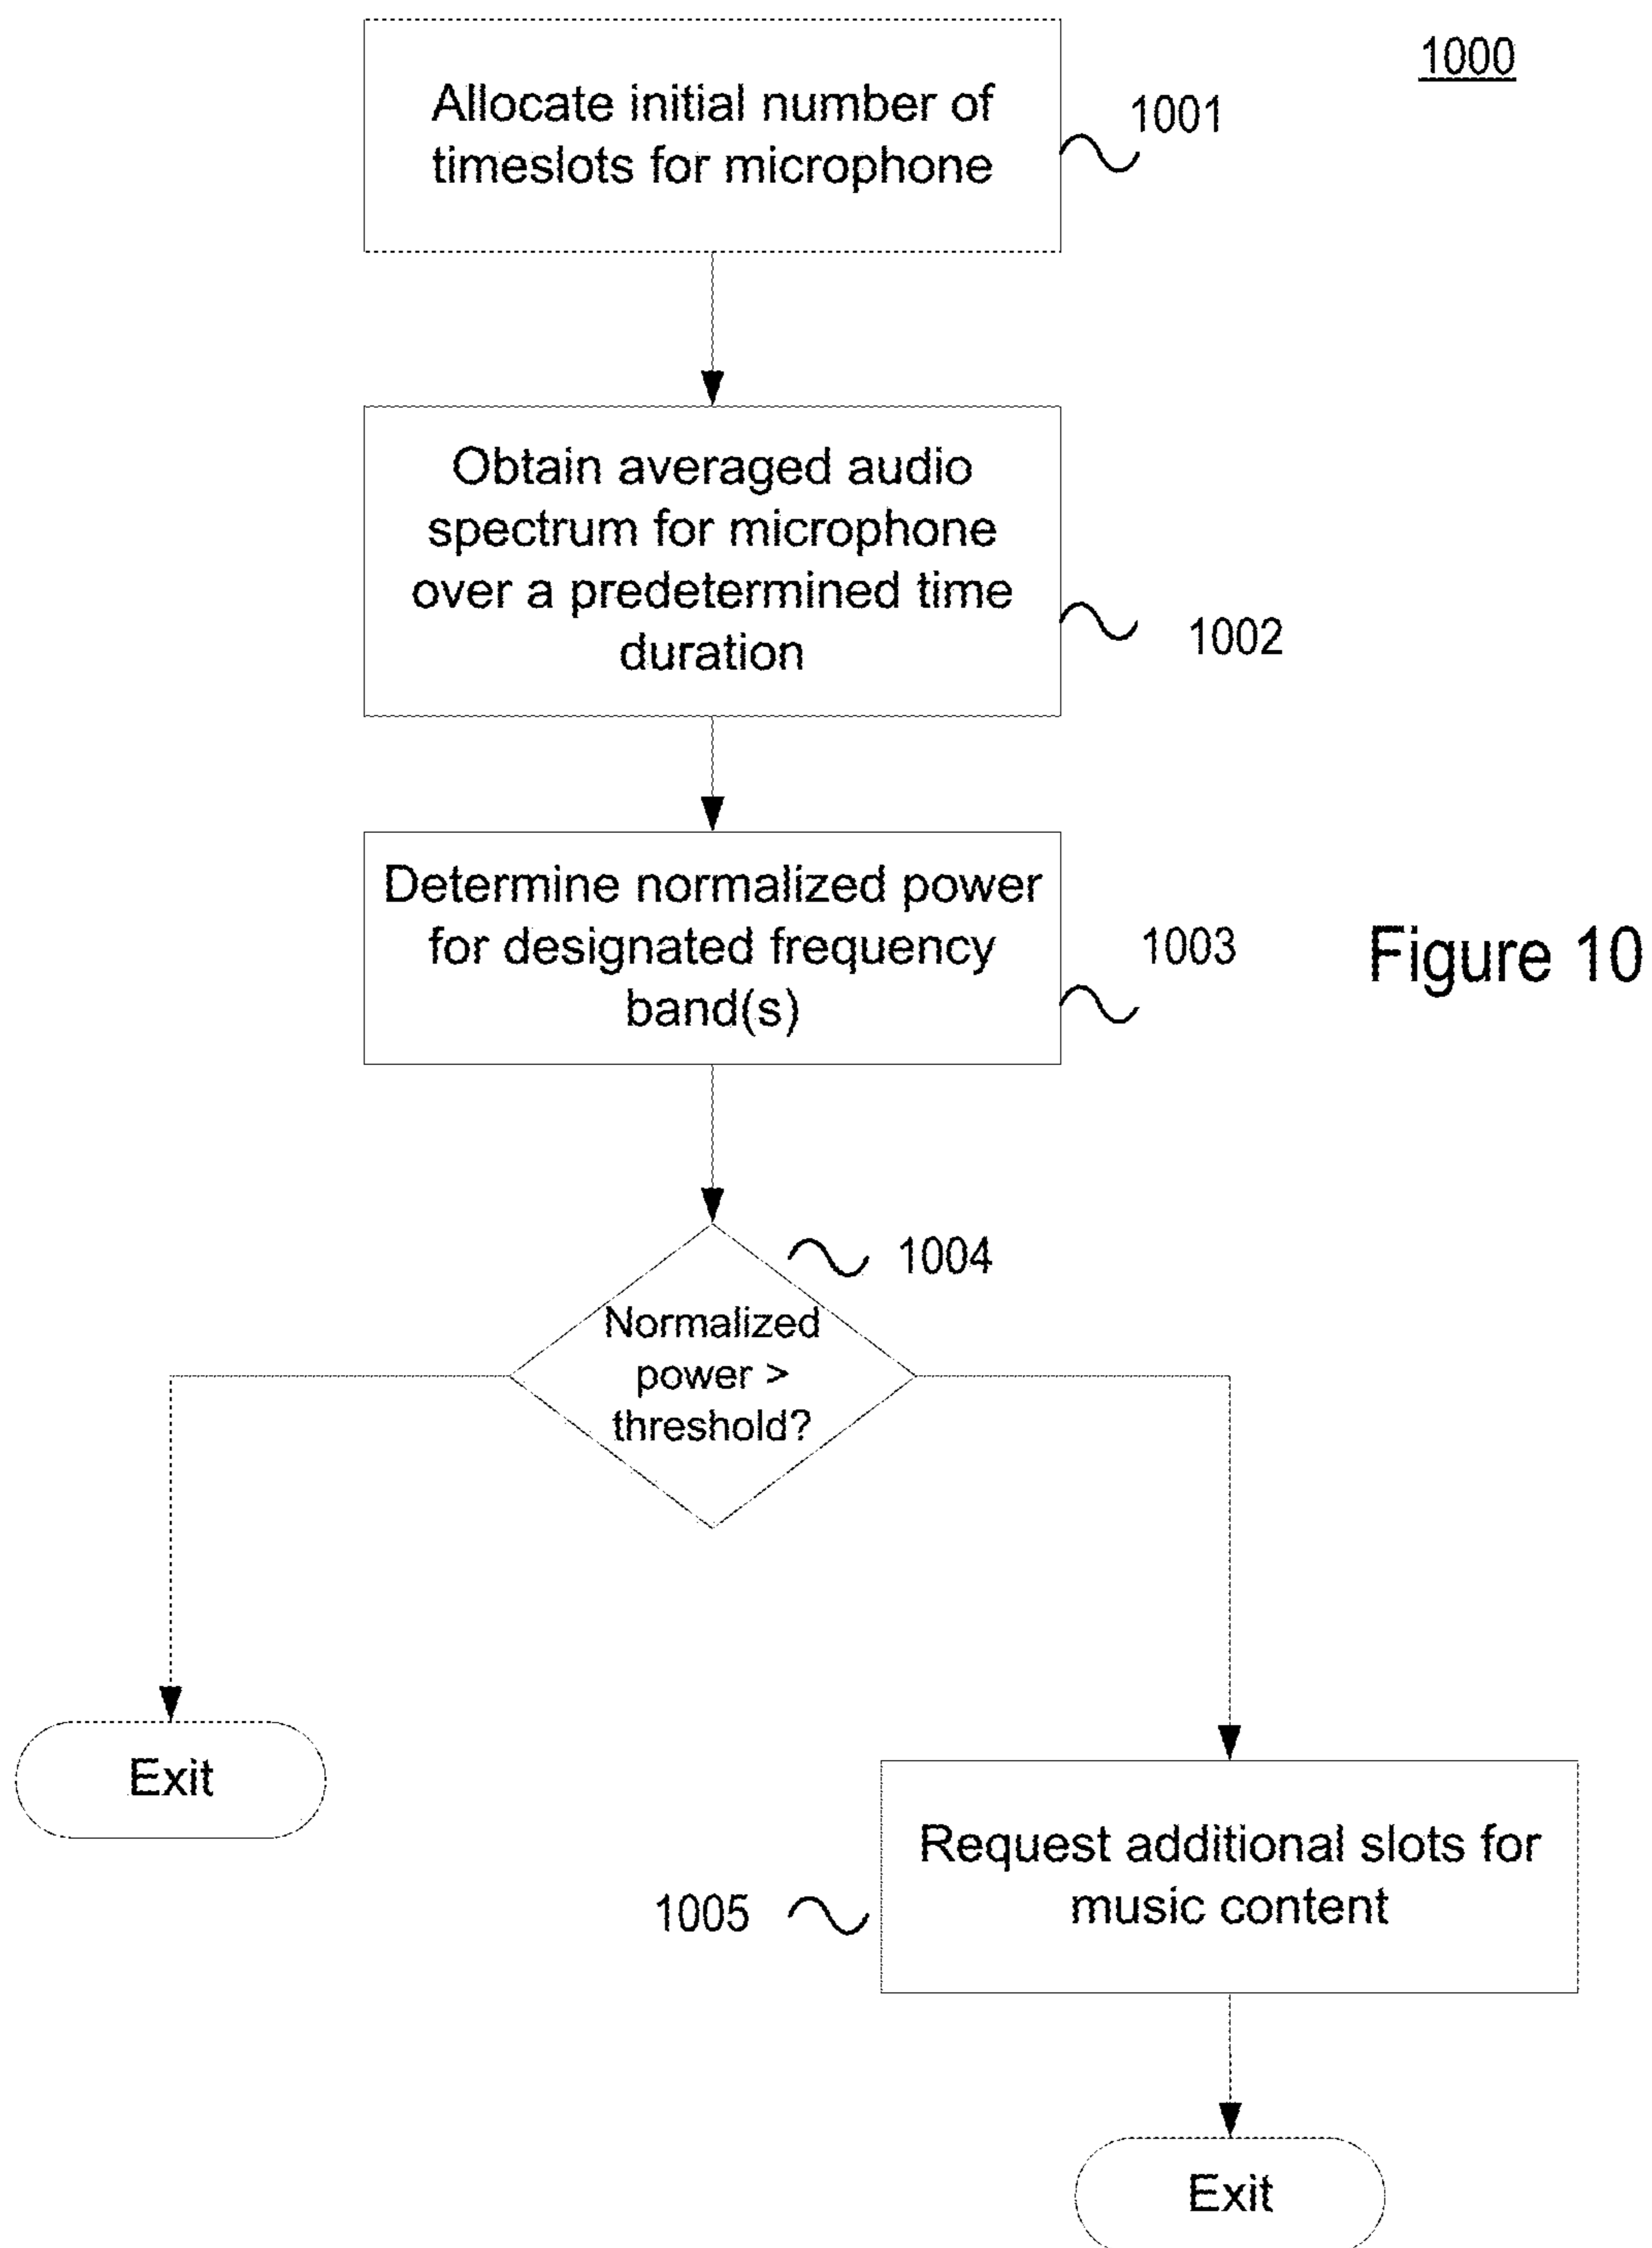 1000
Allocate initial number of
timeslots for microphone
1001
Obtain averaged audio
spectrum for microphone
over a predetermined time
duration
1002
Determine normalized power
for designated frequency
band(s)
1003
Figure 10
1004
Normalized
power >
threshold?
Exit
Request additional slots for
music content
1005
Exit